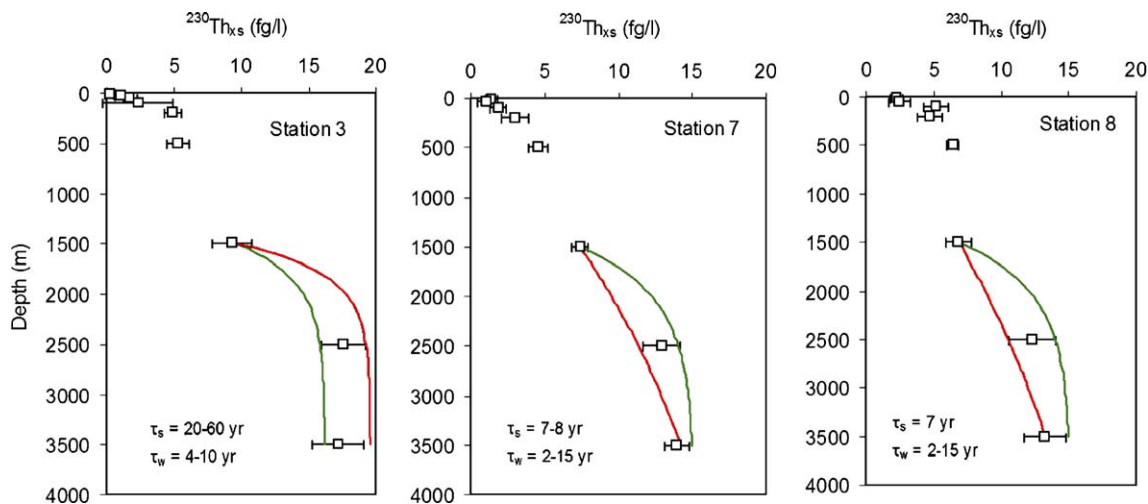 ²³⁰Thₓₛ (fg/l)
0 5 10 15 20
0
500
1000
1500
2000
2500
3000
3500
4000
Depth (m)
Station 3
τₛ = 20-60 yr
τ_w = 4-10 yr
²³⁰Thₓₛ (fg/l)
0 5 10 15 20
0
500
1000
1500
2000
2500
3000
3500
4000
Station 7
τₛ = 7-8 yr
τ_w = 2-15 yr
²³⁰Thₓₛ (fg/l)
0 5 10 15 20
0
500
1000
1500
2000
2500
3000
3500
4000
Station 8
τₛ = 7 yr
τ_w = 2-15 yr